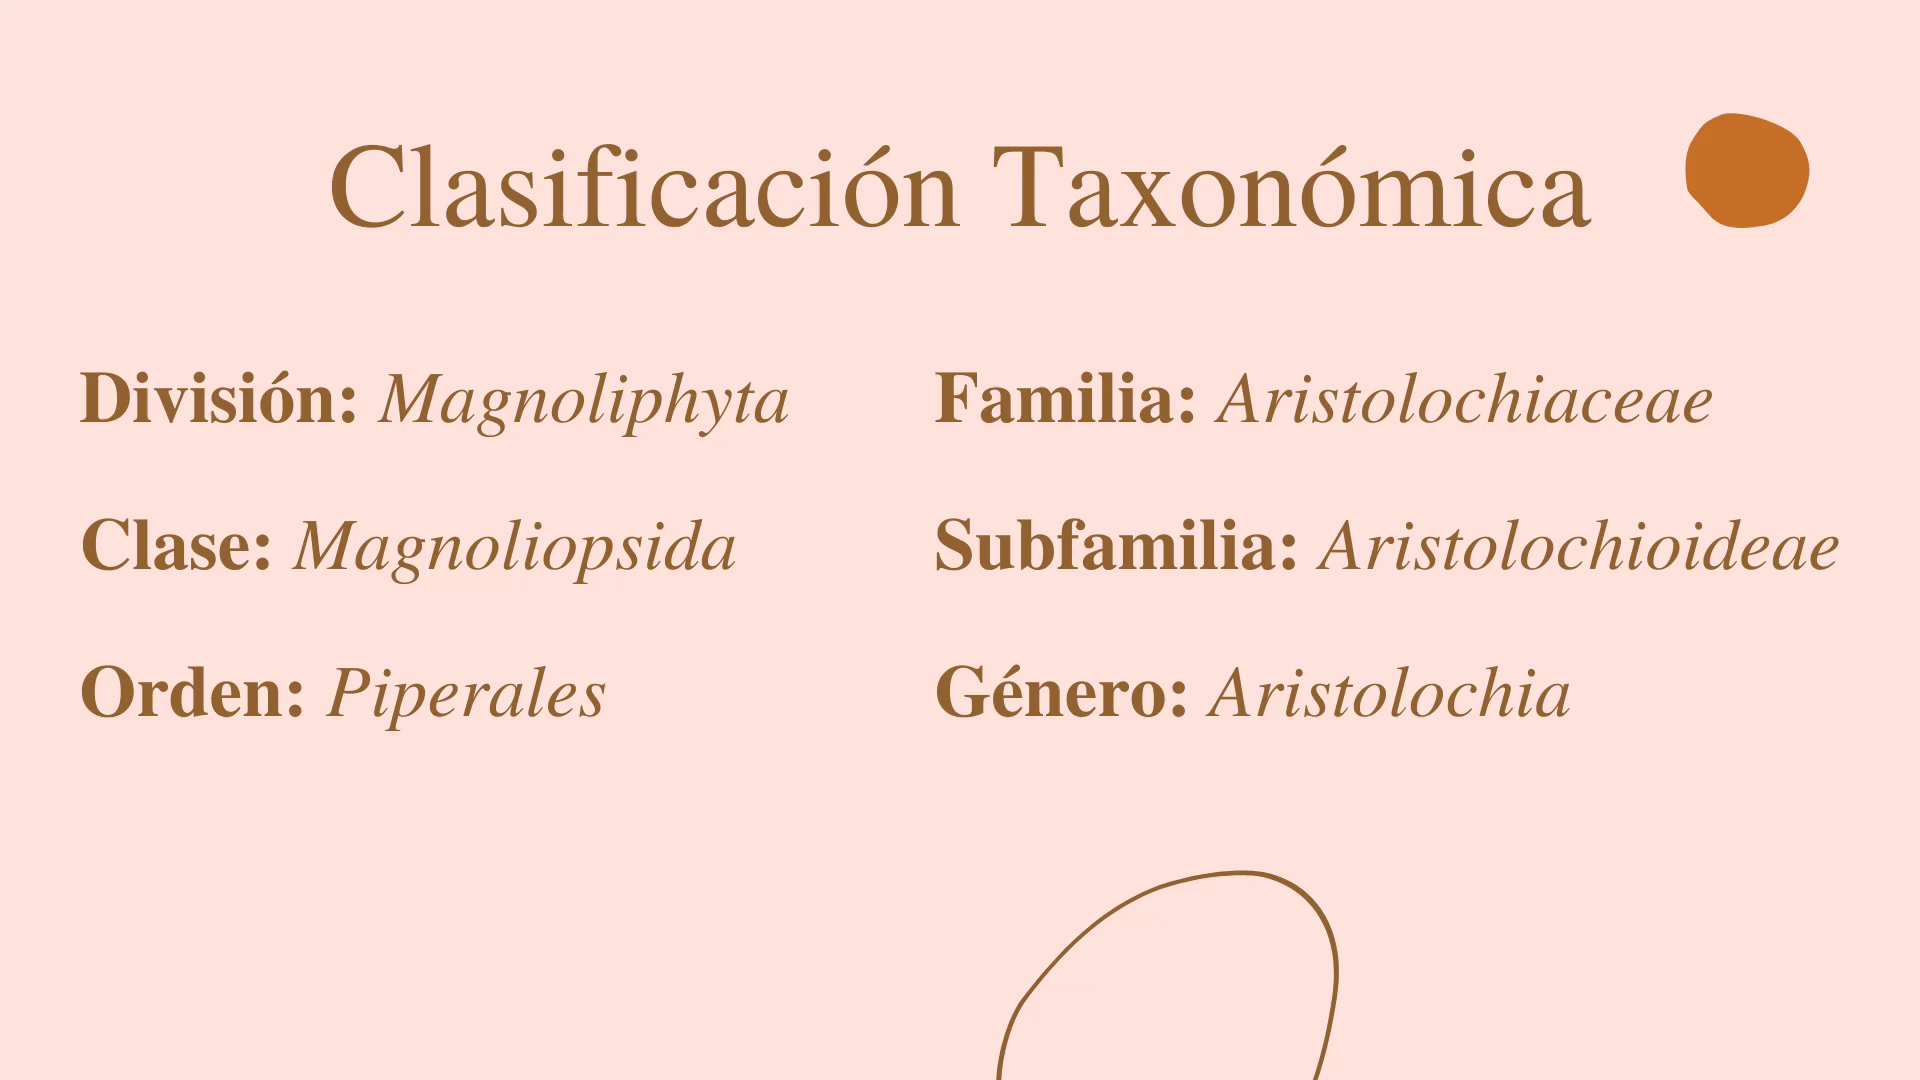 Clasificación Taxonómica
División: Magnoliphyta
Clase: Magnoliopsida
Orden: Piperales
Familia: Aristolochiaceae
Subfamilia: Aristolochioideae
Género: Aristolochia